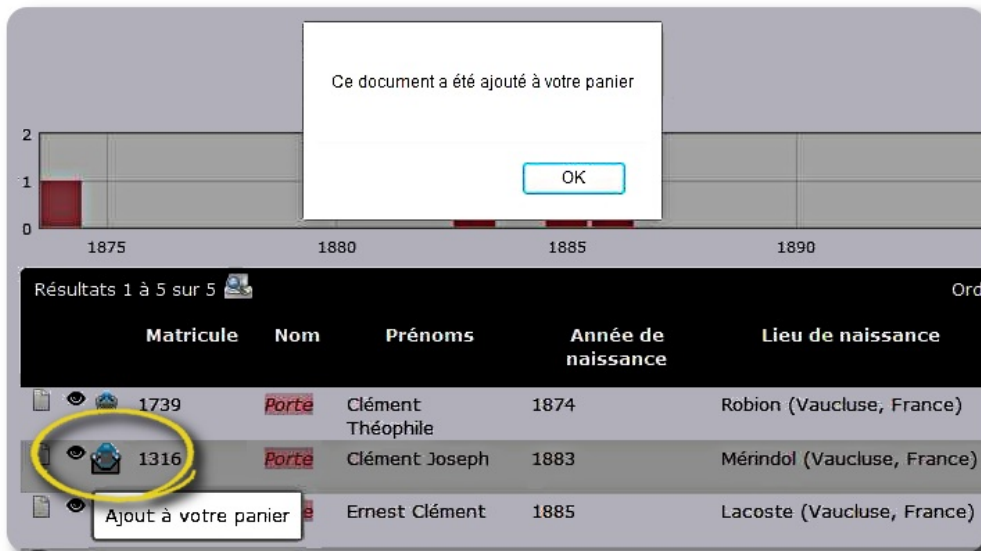 Ce document a été ajouté à votre panier
OK
2
1
0
1875 1880 1885 1890
Résultats 1 à 5 sur 5 Ord
Matricule Nom Prénoms Année de naissance Lieu de naissance
1739 Porte Clément Théophile 1874 Robion (Vaucluse, France)
1316 Porte Clément Joseph 1883 Mérindol (Vaucluse, France)
Ajout à votre panier e Ernest Clément 1885 Lacoste (Vaucluse, France)